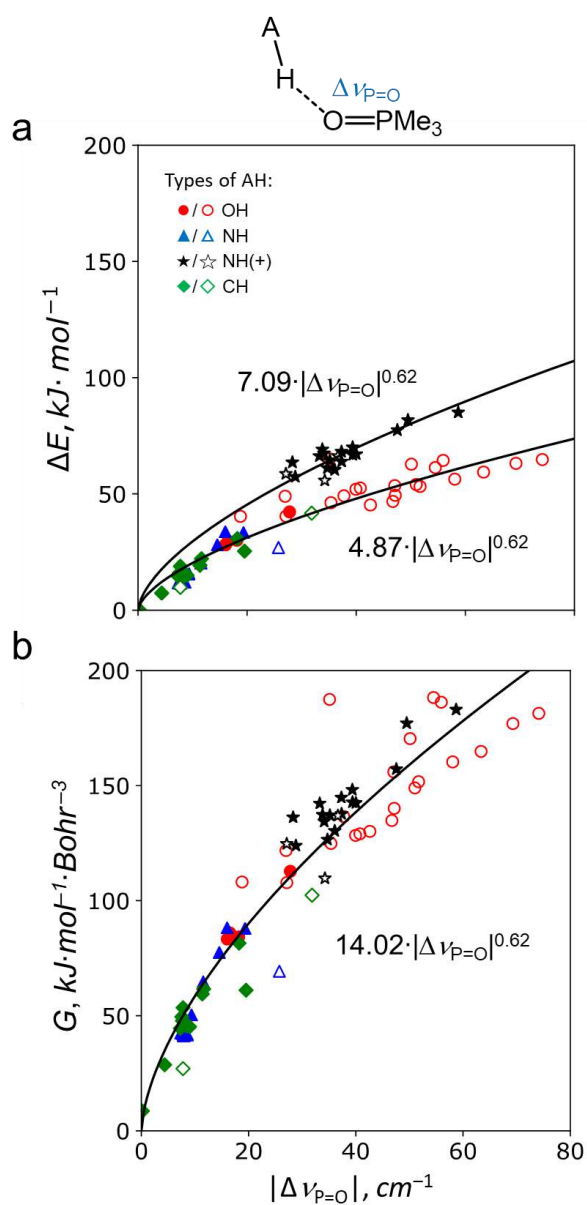 A
H
Δν_P=O
O=PMe₃
a
200
Types of AH:
/ OH
/ NH
/ NH(+)
/ CH
150
ΔE, kJ· mol⁻¹
100
7.09·|Δν_P=O|^0.62
50
4.87·|Δν_P=O|^0.62
0
b
200
150
G, kJ·mol⁻¹·Bohr⁻³
100
14.02·|Δν_P=O|^0.62
50
0
0 20 40 60 80
|Δν_P=O|, cm⁻¹